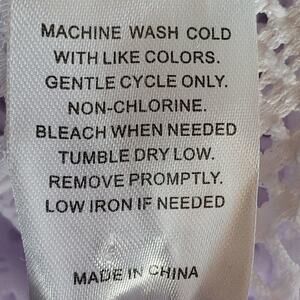 MACHINE WASH COLD
WITH LIKE COLORS.
GENTLE CYCLE ONLY.
NON-CHLORINE.
BLEACH WHEN NEEDED
TUMBLE DRY LOW.
REMOVE PROMPTLY.
LOW IRON IF NEEDED
MADE IN CHINA